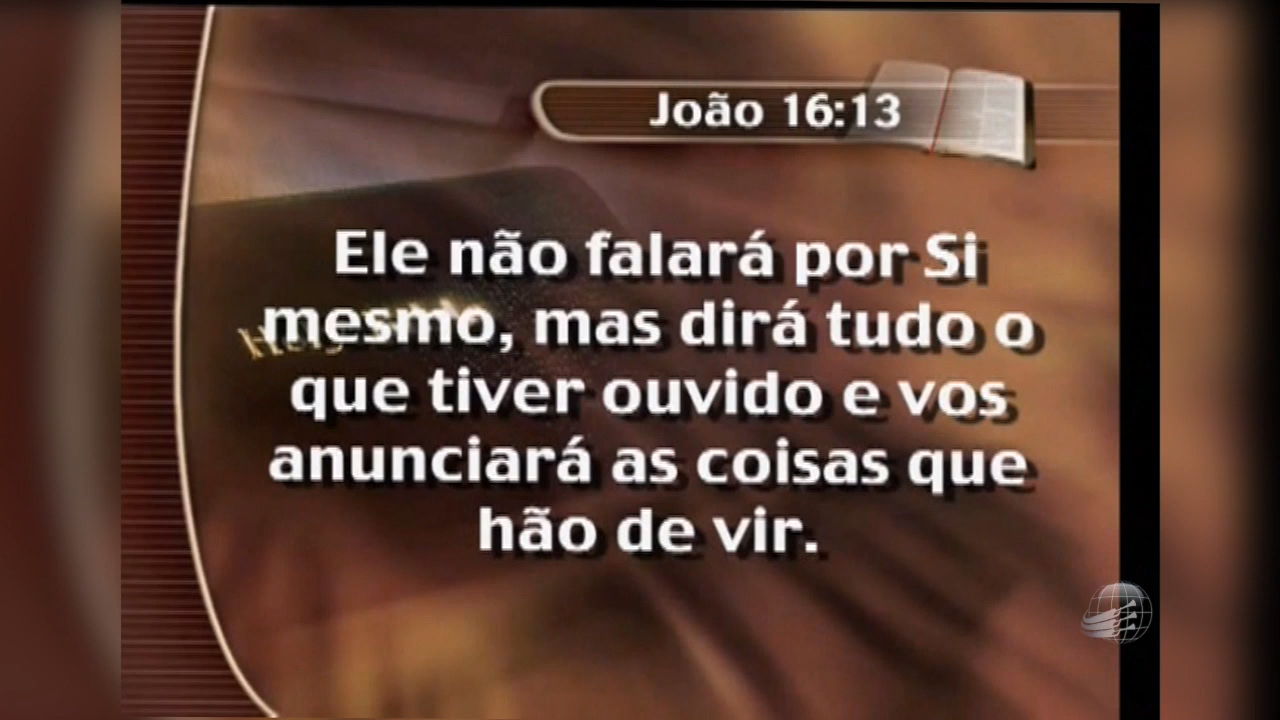 João 16:13
Ele não falará por Si
mesmo, mas dirá tudo o
que tiver ouvido e vos
anunciará as coisas que
hão de vir.